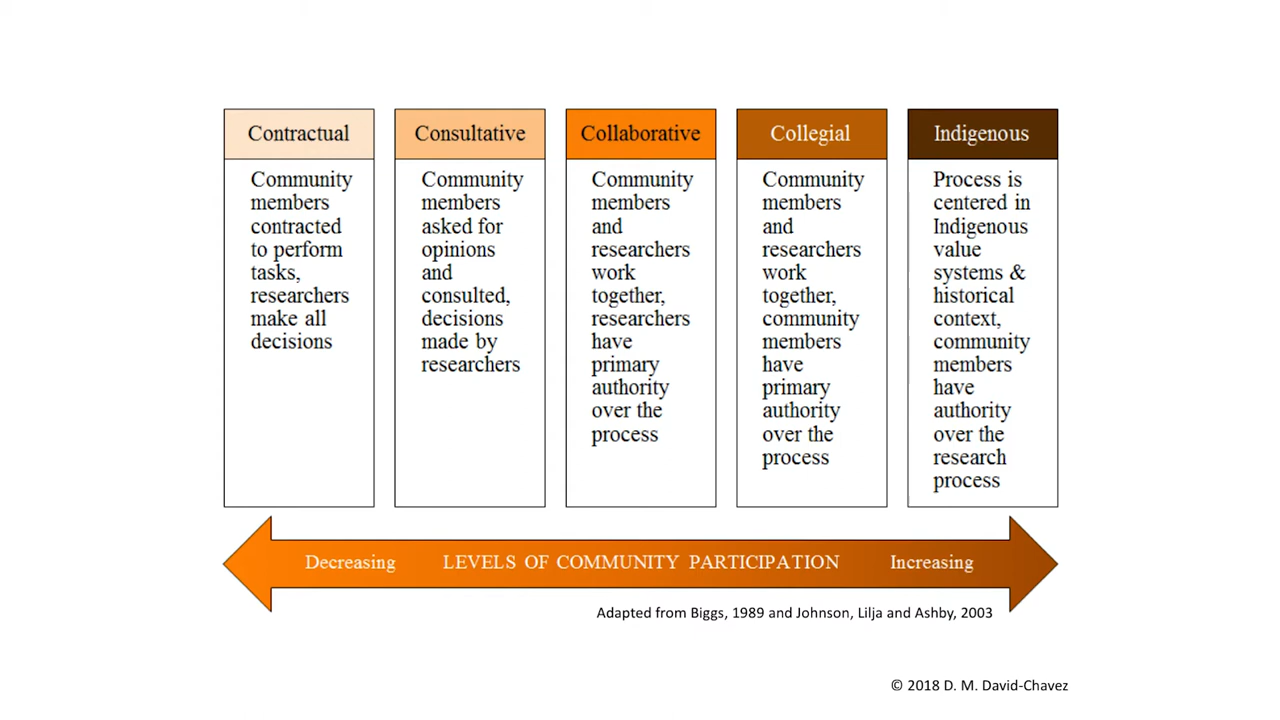 Contractual
Community
members
contracted
to perform
tasks,
researchers
make all
decisions
Consultative
Community
members
asked for
opinions
and
consulted,
decisions
made by
researchers
Collaborative
Community
members
and
researchers
work
together,
researchers
have
primary
authority
over the
process
Collegial
Community
members
and
researchers
work
together,
community
members
have
primary
authority
over the
process
Indigenous
Process is
centered in
Indigenous
value
systems &
historical
context,
community
members
have
authority
over the
research
process
Decreasing LEVELS OF COMMUNITY PARTICIPATION Increasing
Adapted from Biggs, 1989 and Johnson, Lilja and Ashby, 2003
© 2018 D. M. David-Chavez